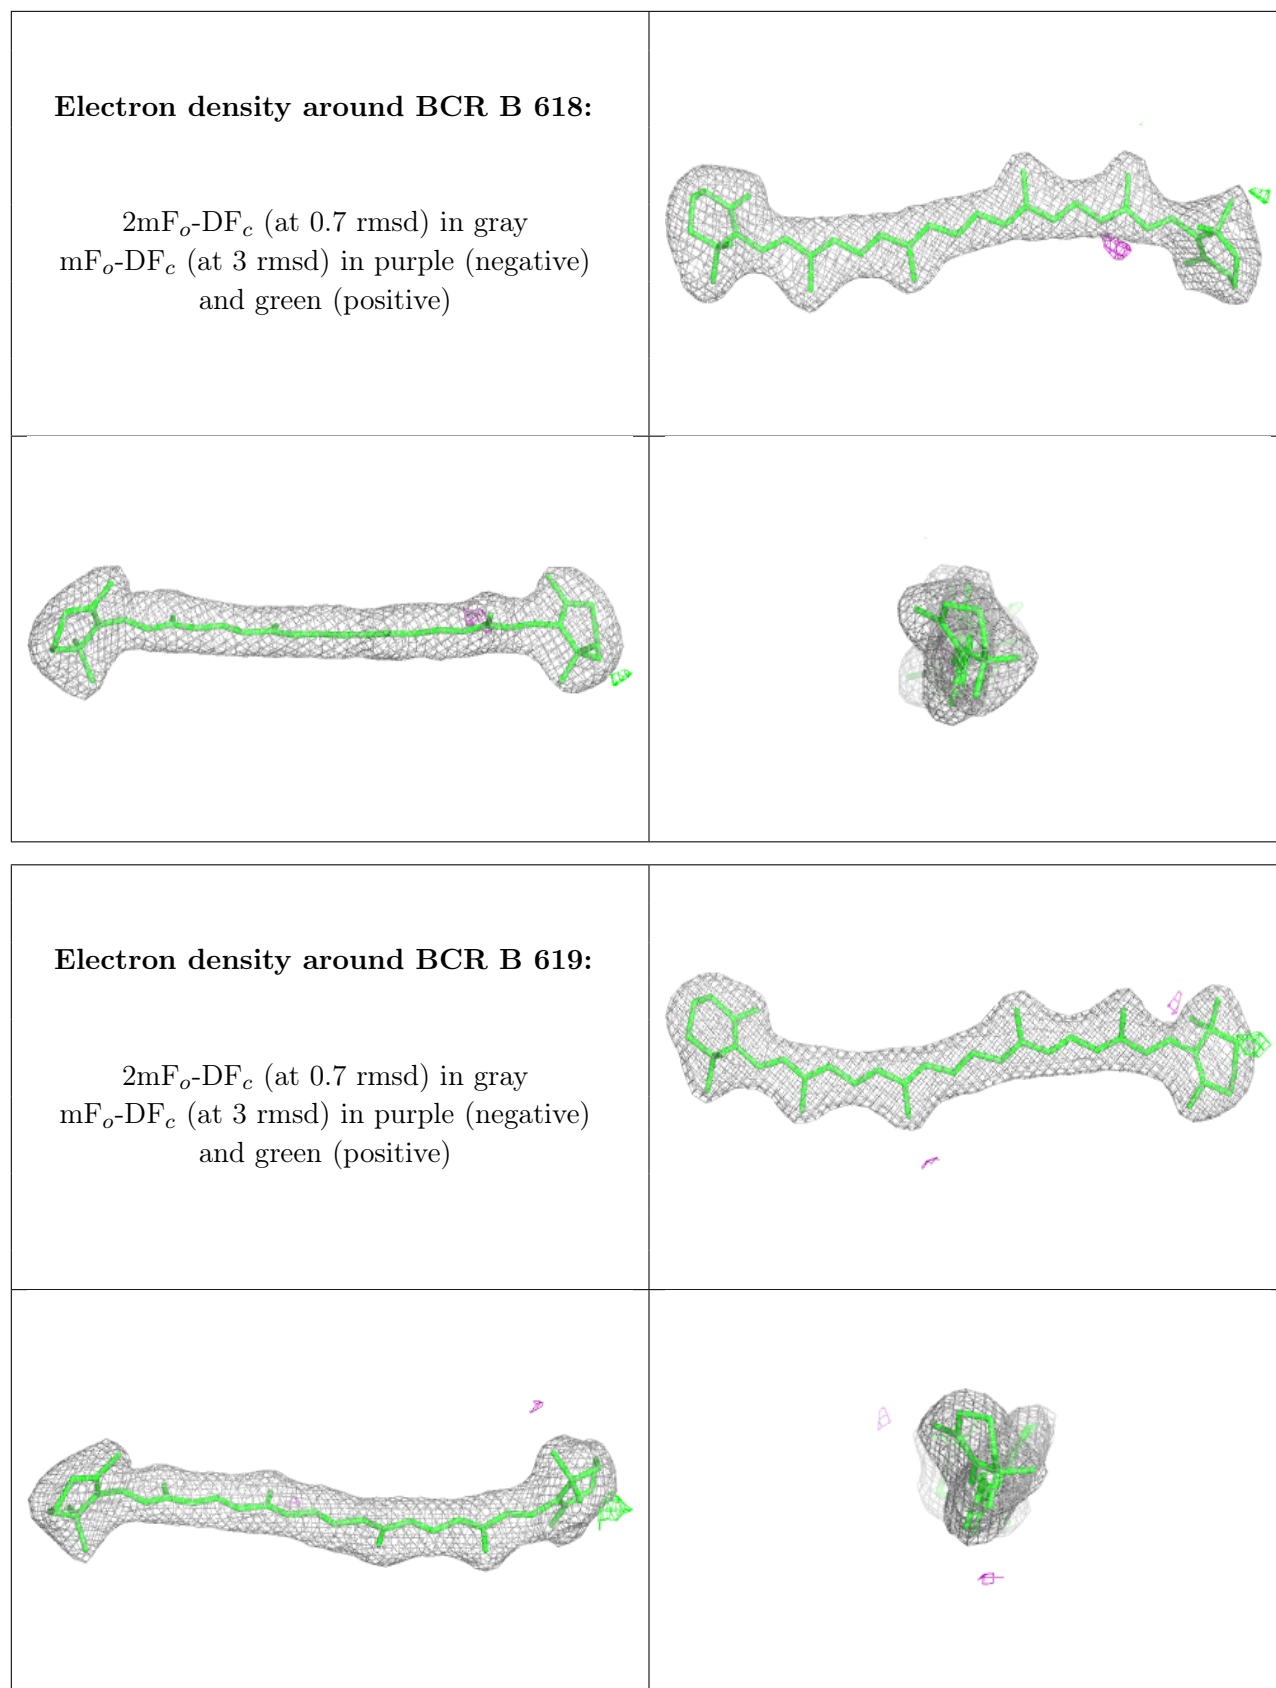 Electron density around BCR B 618:
2mFₒ-DF𝒸 (at 0.7 rmsd) in gray
mFₒ-DF𝒸 (at 3 rmsd) in purple (negative)
and green (positive)
Electron density around BCR B 619:
2mFₒ-DF𝒸 (at 0.7 rmsd) in gray
mFₒ-DF𝒸 (at 3 rmsd) in purple (negative)
and green (positive)